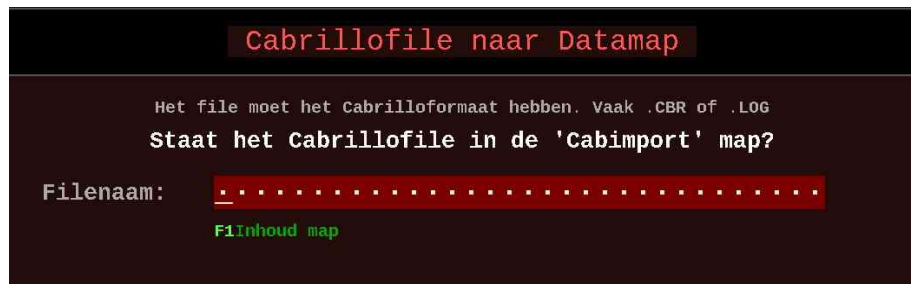 Cabrillofile naar Datamap
Het file moet het Cabrilloformaat hebben. Vaak .CBR of .LOG
Staat het Cabrillofile in de 'Cabimport' map?
Filenaam:
F1Inhoud map